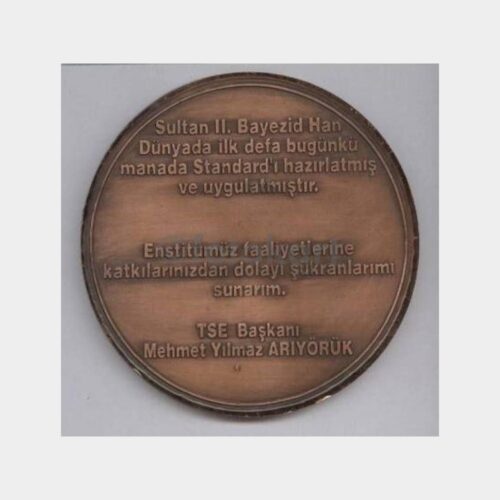 Sultan II. Bayezid Han
Dünyada ilk defa bugünkü
manada Standard'ı hazırlatmış
ve uygulatmıştır.
Enstitümüz faaliyetlerine
katkılarınızdan dolayı şükranlarımı
sunarım.
TSE Başkanı
Mehmet Yılmaz ARIYÖRÜK